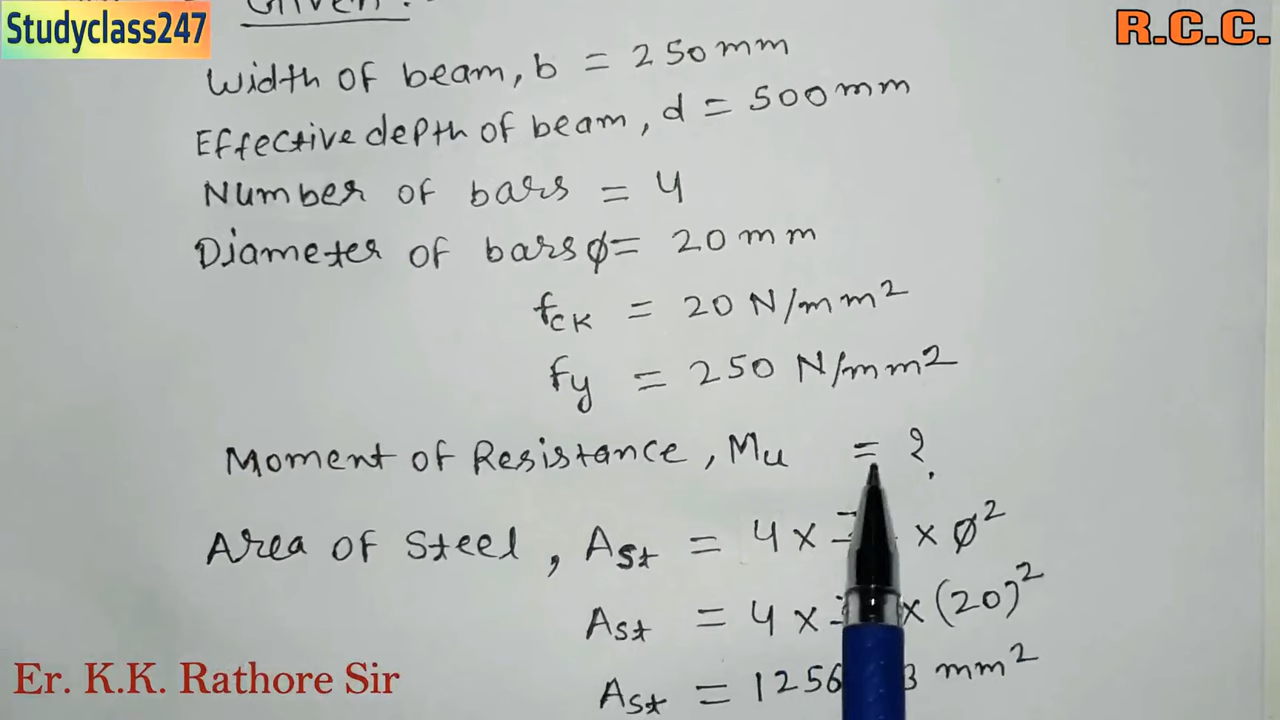 Studyclass247
R.C.C.
Given:
Width of beam, b = 250 mm
Effective depth of beam, d = 500 mm
Number of bars = 4
Diameter of bars ϕ = 20 mm
fck = 20 N/mm²
fy = 250 N/mm²
Moment of Resistance, Mu = ?
Area of Steel, Ast = 4 × × ϕ²
Ast = 4 × × (20)²
Ast = 1256 3 mm²
Er. K.K. Rathore Sir